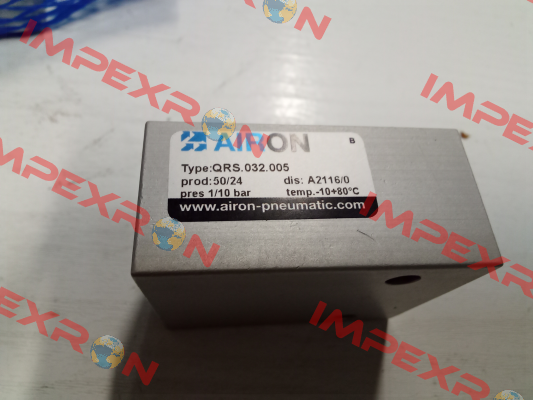 AIRON
B
Type:QRS.032.005
prod:50/24 dis: A2116/0
pres 1/10 bar temp.-10+80°C
www.airon-pneumatic.com
IMPEXRON
IMPEXRON
IMPEXRON
IMPEXRON
IMPEXRON
IMPEXRON